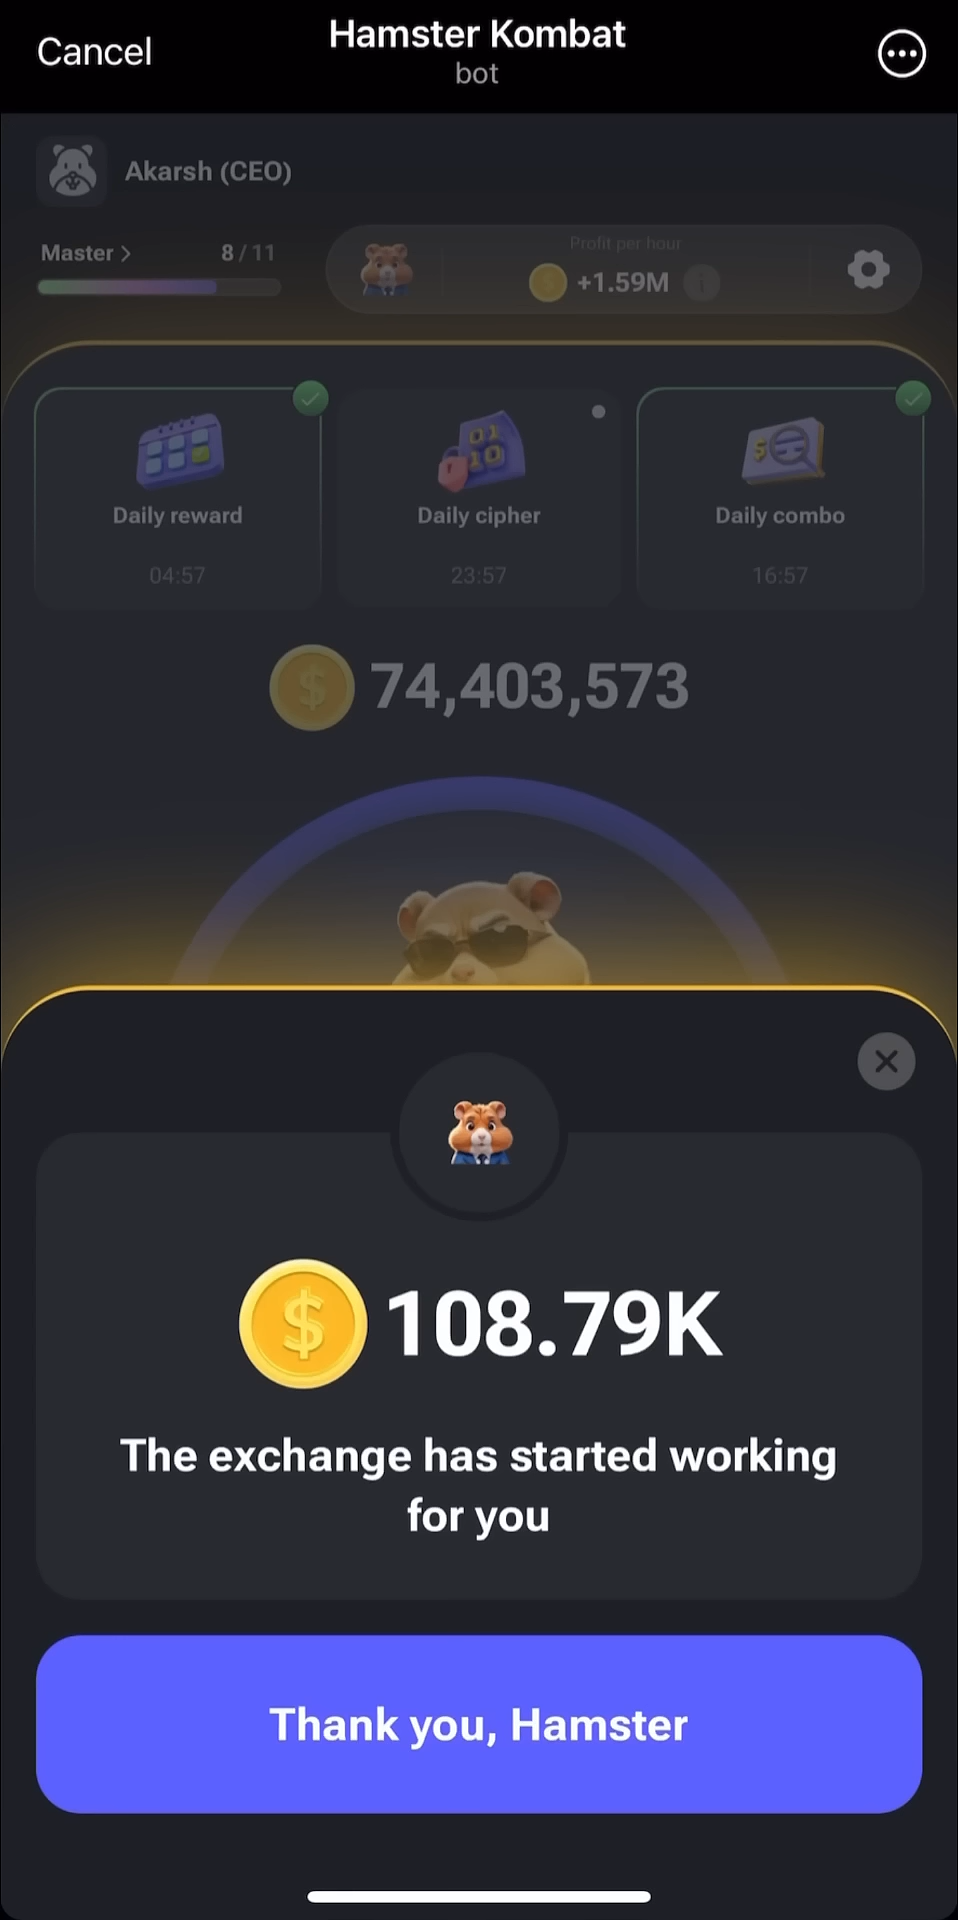 Cancel
Hamster Kombat
bot
Akarsh (CEO)
Master >
8 / 11
Profit per hour
+1.59M
Daily reward
04:57
Daily cipher
23:57
Daily combo
16:57
74,403,573
108.79K
The exchange has started working
for you
Thank you, Hamster